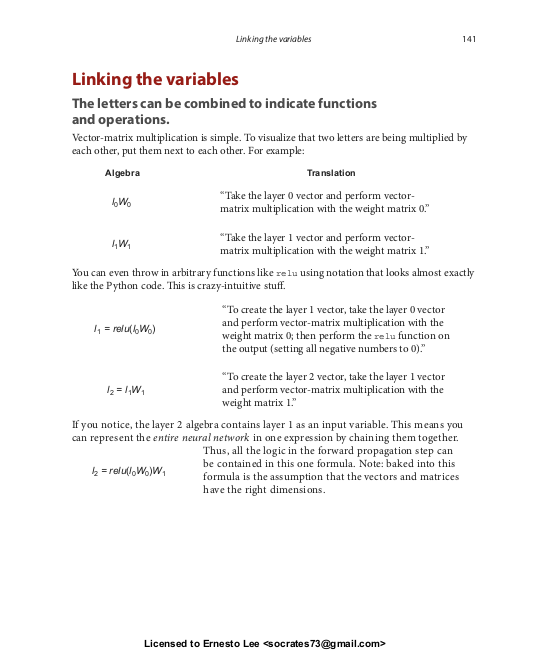 Linking the variables 141
Linking the variables
The letters can be combined to indicate functions
and operations.
Vector-matrix multiplication is simple. To visualize that two letters are being multiplied by
each other, put them next to each other. For example:
Algebra Translation
l₀W₀
“Take the layer 0 vector and perform vector-
matrix multiplication with the weight matrix 0.”
l₁W₁
“Take the layer 1 vector and perform vector-
matrix multiplication with the weight matrix 1.”
You can even throw in arbitrary functions like relu using notation that looks almost exactly
like the Python code. This is crazy-intuitive stuff.
l₁ = relu(l₀W₀)
“To create the layer 1 vector, take the layer 0 vector
and perform vector-matrix multiplication with the
weight matrix 0; then perform the relu function on
the output (setting all negative numbers to 0).”
l₂ = l₁W₁
“To create the layer 2 vector, take the layer 1 vector
and perform vector-matrix multiplication with the
weight matrix 1.”
If you notice, the layer 2 algebra contains layer 1 as an input variable. This means you
can represent the entire neural network in one expression by chaining them together.
l₂ = relu(l₀W₀)W₁
Thus, all the logic in the forward propagation step can
be contained in this one formula. Note: baked into this
formula is the assumption that the vectors and matrices
have the right dimensions.
Licensed to Ernesto Lee <socrates73@gmail.com>